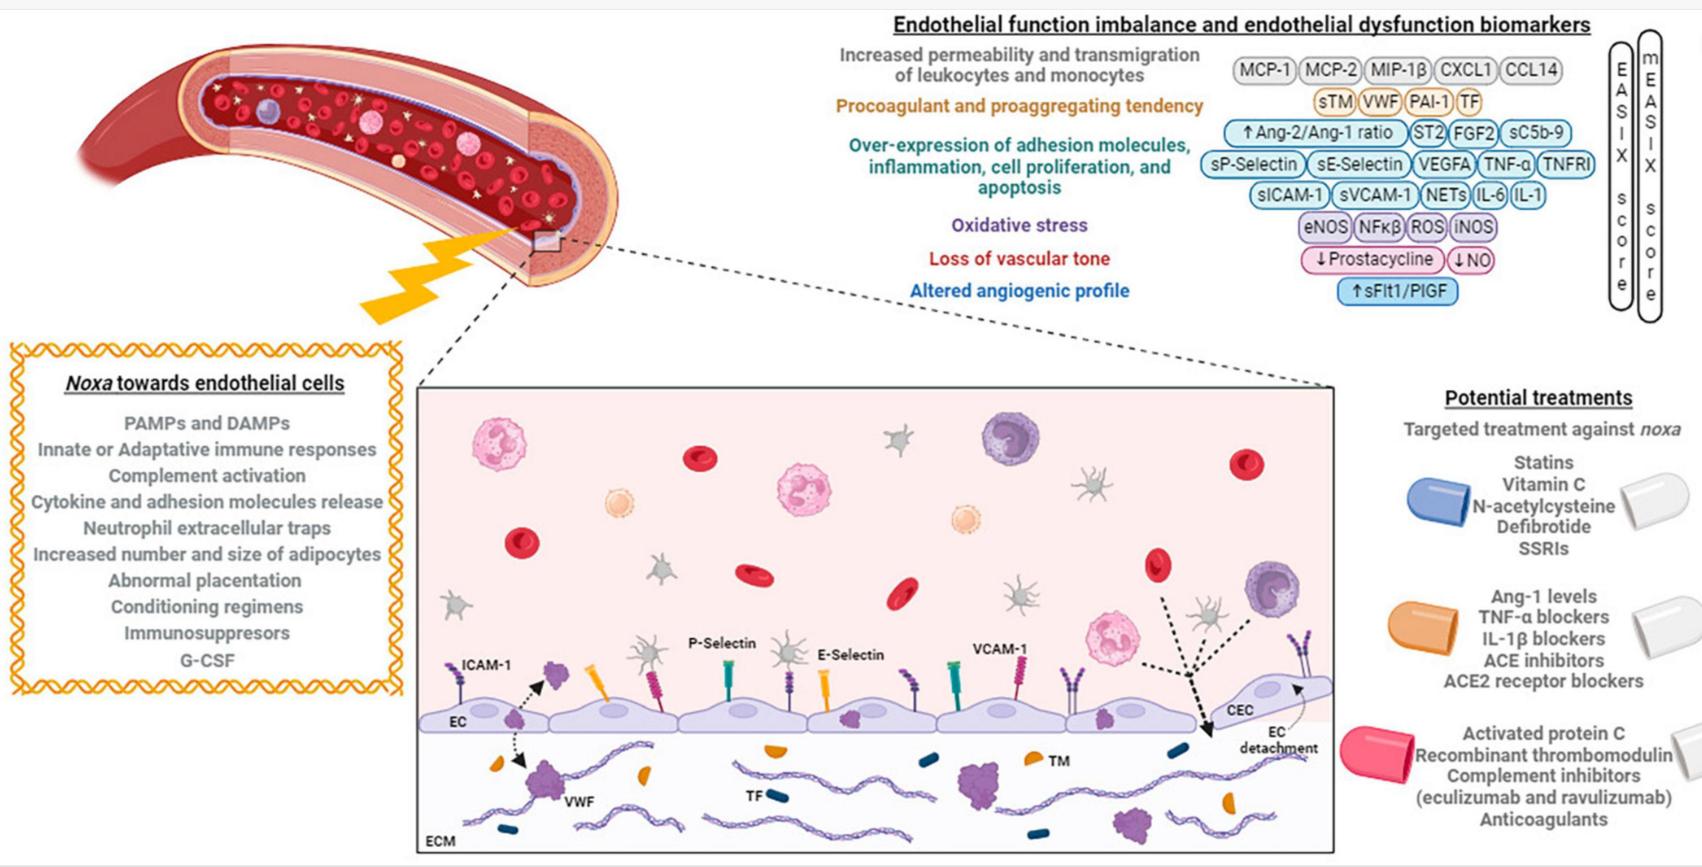 Endothelial function imbalance and endothelial dysfunction biomarkers
Increased permeability and transmigration
of leukocytes and monocytes
MCP-1 MCP-2 MIP-1β CXCL1 CCL14
Procoagulant and proaggregating tendency
sTM VWF PAI-1 TF
Over-expression of adhesion molecules,
inflammation, cell proliferation, and
apoptosis
↑Ang-2/Ang-1 ratio ST2 FGF2 sC5b-9
sP-Selectin sE-Selectin VEGFA TNF-α TNFRI
sICAM-1 sVCAM-1 NETs IL-6 IL-1
Oxidative stress
eNOS NFκβ ROS iNOS
Loss of vascular tone
↓Prostacycline ↓NO
Altered angiogenic profile
↑sFlt1/PlGF
EASIX score
mEASIX score
Noxa towards endothelial cells
PAMPs and DAMPs
Innate or Adaptative immune responses
Complement activation
Cytokine and adhesion molecules release
Neutrophil extracellular traps
Increased number and size of adipocytes
Abnormal placentation
Conditioning regimens
Immunosuppresors
G-CSF
ICAM-1
P-Selectin
E-Selectin
VCAM-1
EC
CEC
EC
detachment
TM
TF
VWF
ECM
Potential treatments
Targeted treatment against noxa
Statins
Vitamin C
N-acetylcysteine
Defibrotide
SSRIs
Ang-1 levels
TNF-α blockers
IL-1β blockers
ACE inhibitors
ACE2 receptor blockers
Activated protein C
Recombinant thrombomodulin
Complement inhibitors
(eculizumab and ravulizumab)
Anticoagulants